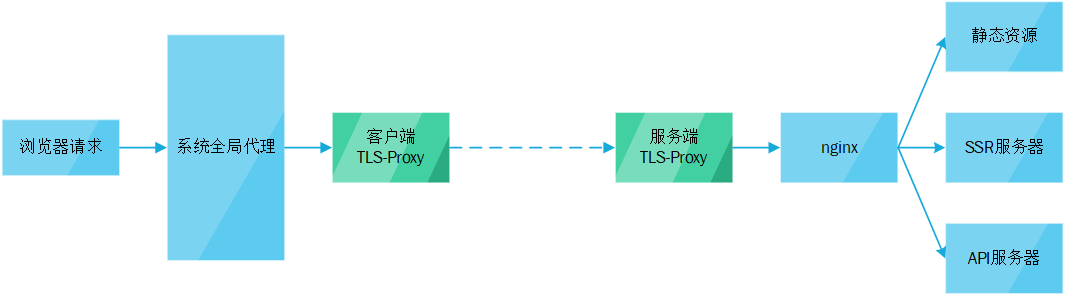 浏览器请求
系统全局代理
客户端
TLS-Proxy
服务端
TLS-Proxy
nginx
静态资源
SSR服务器
API服务器